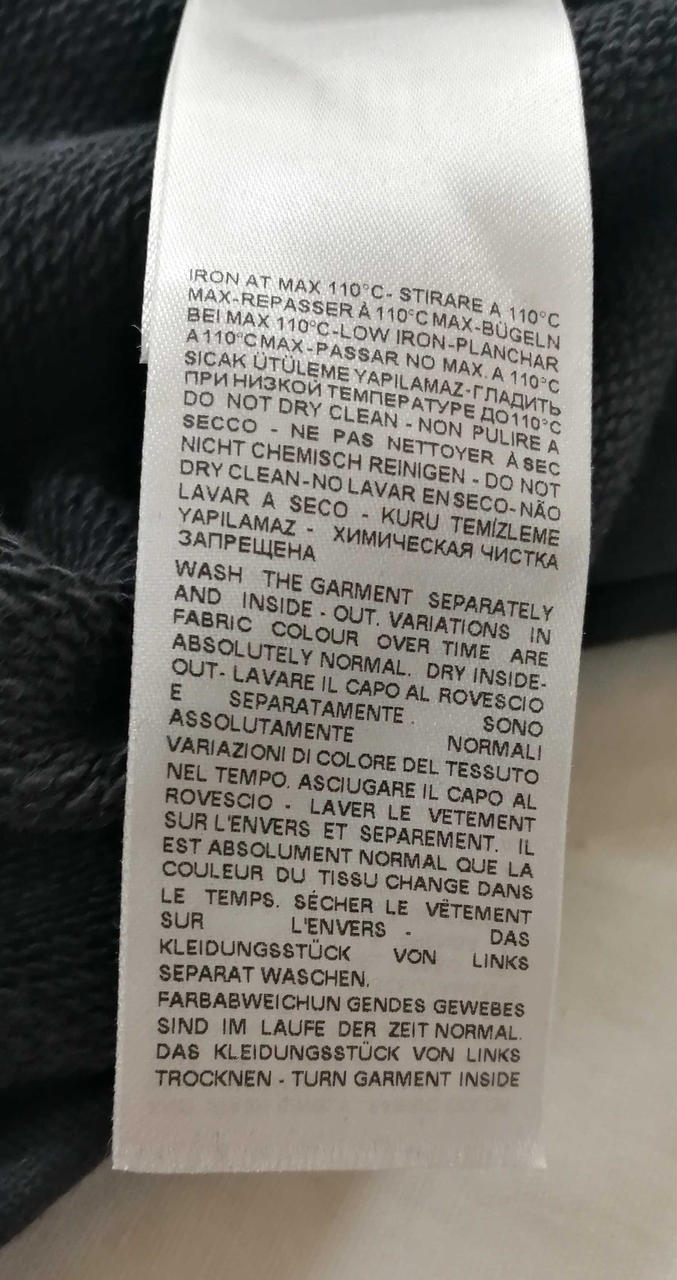 IRON AT MAX 110°C- STIRARE A 110°C
MAX-REPASSER À 110°C MAX-BÜGELN
BEI MAX 110°C-LOW IRON-PLANCHAR
A 110°C MAX-PASSAR NO MAX. A 110°C
SICAK ÜTÜLEME YAPILAMAZ-ГЛАДИТЬ
ПРИ НИЗКОЙ ТЕМПЕРАТУРЕ ДО110°C
DO NOT DRY CLEAN - NON PULIRE A
SECCO - NE PAS NETTOYER À SEC
NICHT CHEMISCH REINIGEN - DO NOT
DRY CLEAN-NO LAVAR EN SECO-NÃO
LAVAR A SECO - KURU TEMÍZLEME
YAPILAMAZ - ХИМИЧЕСКАЯ ЧИСТКА
ЗАПРЕЩЕНА
WASH THE GARMENT SEPARATELY
AND INSIDE - OUT. VARIATIONS IN
FABRIC COLOUR OVER TIME ARE
ABSOLUTELY NORMAL. DRY INSIDE-
OUT- LAVARE IL CAPO AL ROVESCIO
E SEPARATAMENTE . SONO
ASSOLUTAMENTE NORMALI
VARIAZIONI DI COLORE DEL TESSUTO
NEL TEMPO. ASCIUGARE IL CAPO AL
ROVESCIO - LAVER LE VETEMENT
SUR L'ENVERS ET SEPAREMENT. IL
EST ABSOLUMENT NORMAL QUE LA
COULEUR DU TISSU CHANGE DANS
LE TEMPS. SÉCHER LE VÊTEMENT
SUR L'ENVERS - DAS
KLEIDUNGSSTÜCK VON LINKS
SEPARAT WASCHEN.
FARBABWEICHUN GENDES GEWEBES
SIND IM LAUFE DER ZEIT NORMAL.
DAS KLEIDUNGSSTÜCK VON LINKS
TROCKNEN - TURN GARMENT INSIDE